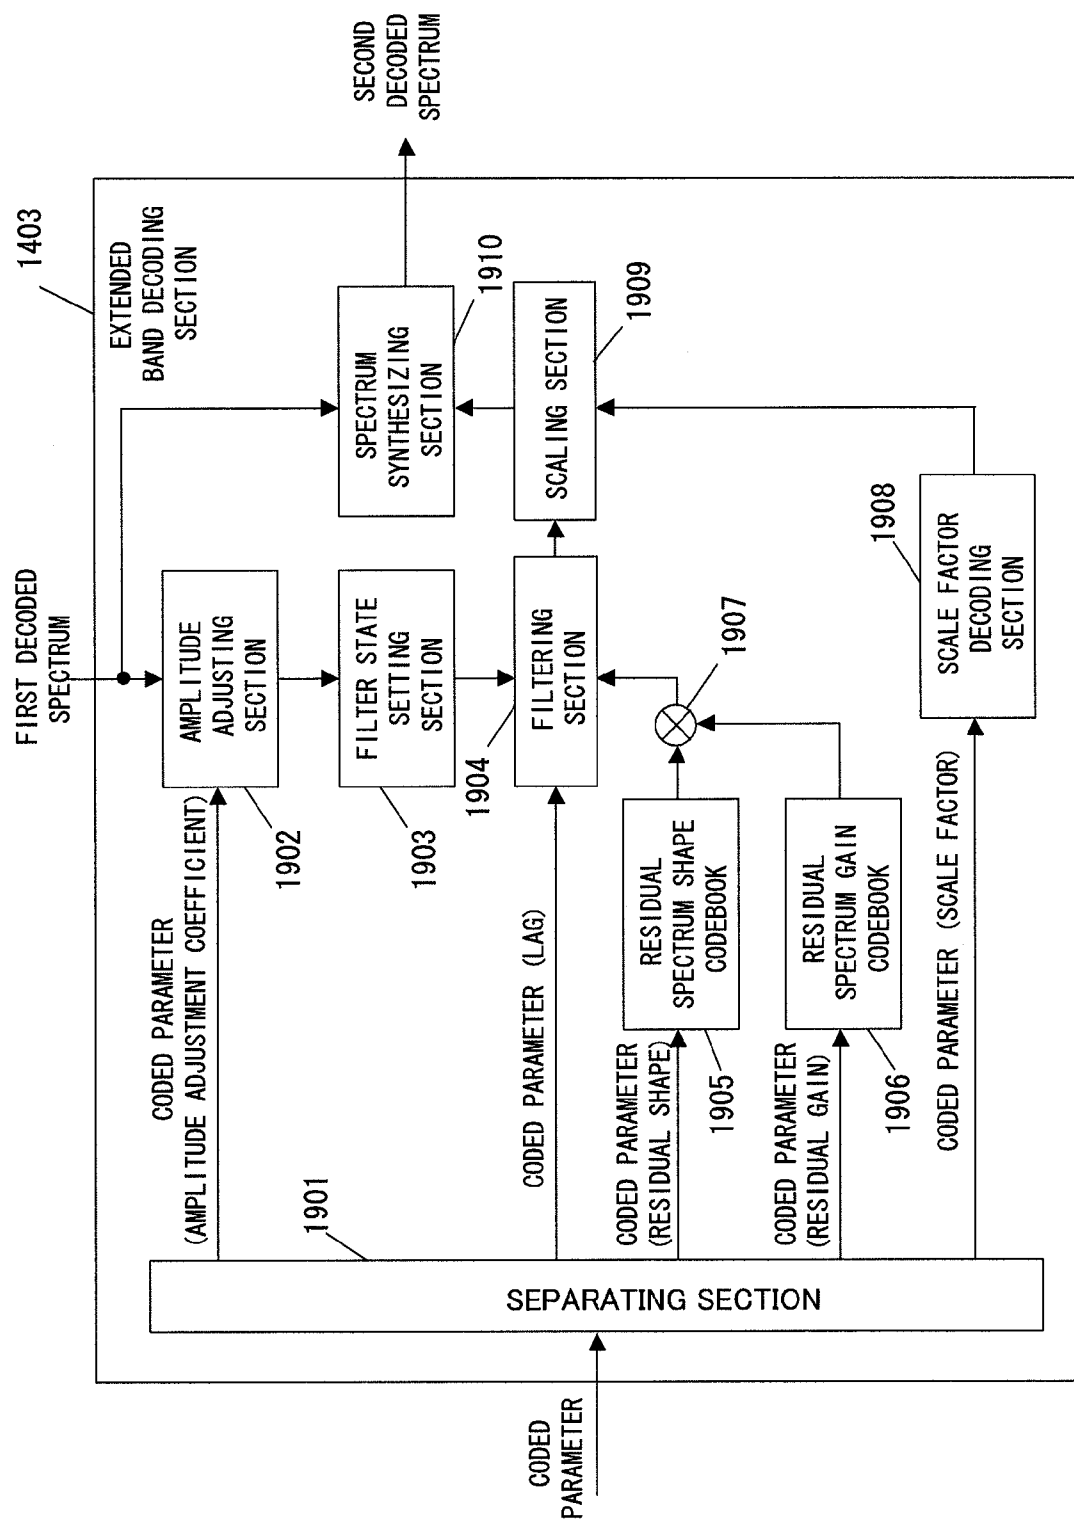 1403
EXTENDED
BAND DECODING
SECTION
FIRST DECODED
SPECTRUM
SECOND
DECODED
SPECTRUM
CODED PARAMETER
(AMPLITUDE ADJUSTMENT COEFFICIENT)
AMPLITUDE
ADJUSTING
SECTION
1902
FILTER STATE
SETTING
SECTION
1903
SPECTRUM
SYNTHESIZING
SECTION
1910
1901
CODED PARAMETER (LAG)
1904
FILTERING
SECTION
SCALING SECTION
1909
CODED PARAMETER
(RESIDUAL SHAPE)
RESIDUAL
SPECTRUM SHAPE
CODEBOOK
1905
1907
CODED PARAMETER
(RESIDUAL GAIN)
RESIDUAL
SPECTRUM GAIN
CODEBOOK
1906
CODED PARAMETER (SCALE FACTOR)
1908
SCALE FACTOR
DECODING
SECTION
SEPARATING SECTION
CODED
PARAMETER